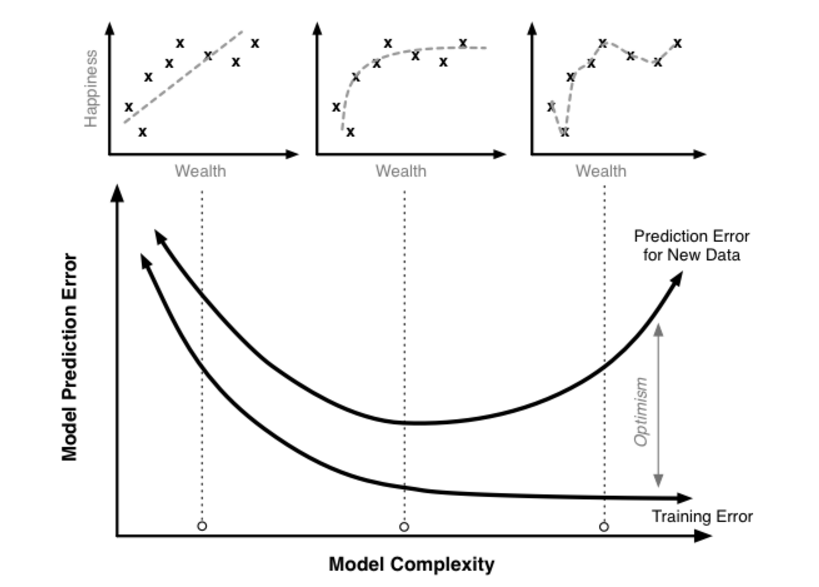 Happiness
Wealth
Wealth
Wealth
Prediction Error
for New Data
Model Prediction Error
Optimism
Training Error
Model Complexity